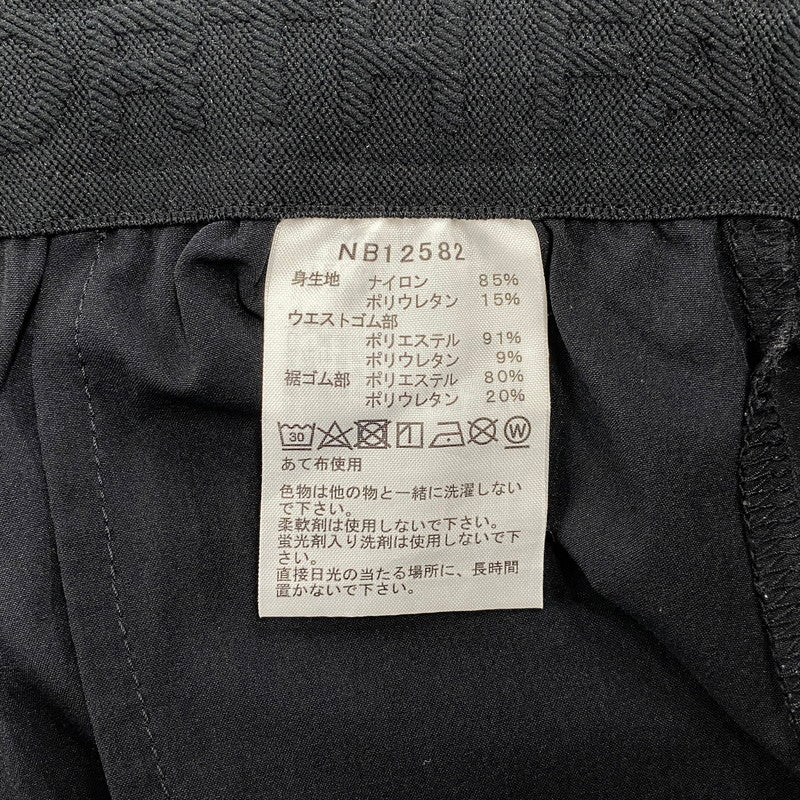 NB12582
身生地 ナイロン 85%
ポリウレタン 15%
ウエストゴム部
ポリエステル 91%
ポリウレタン 9%
裾ゴム部 ポリエステル 80%
ポリウレタン 20%
30 W
あて布使用
色物は他の物と一緒に洗濯しない
で下さい。
柔軟剤は使用しないで下さい。
蛍光剤入り洗剤は使用しないで下
さい。
直接日光の当たる場所に、長時間
置かないで下さい。